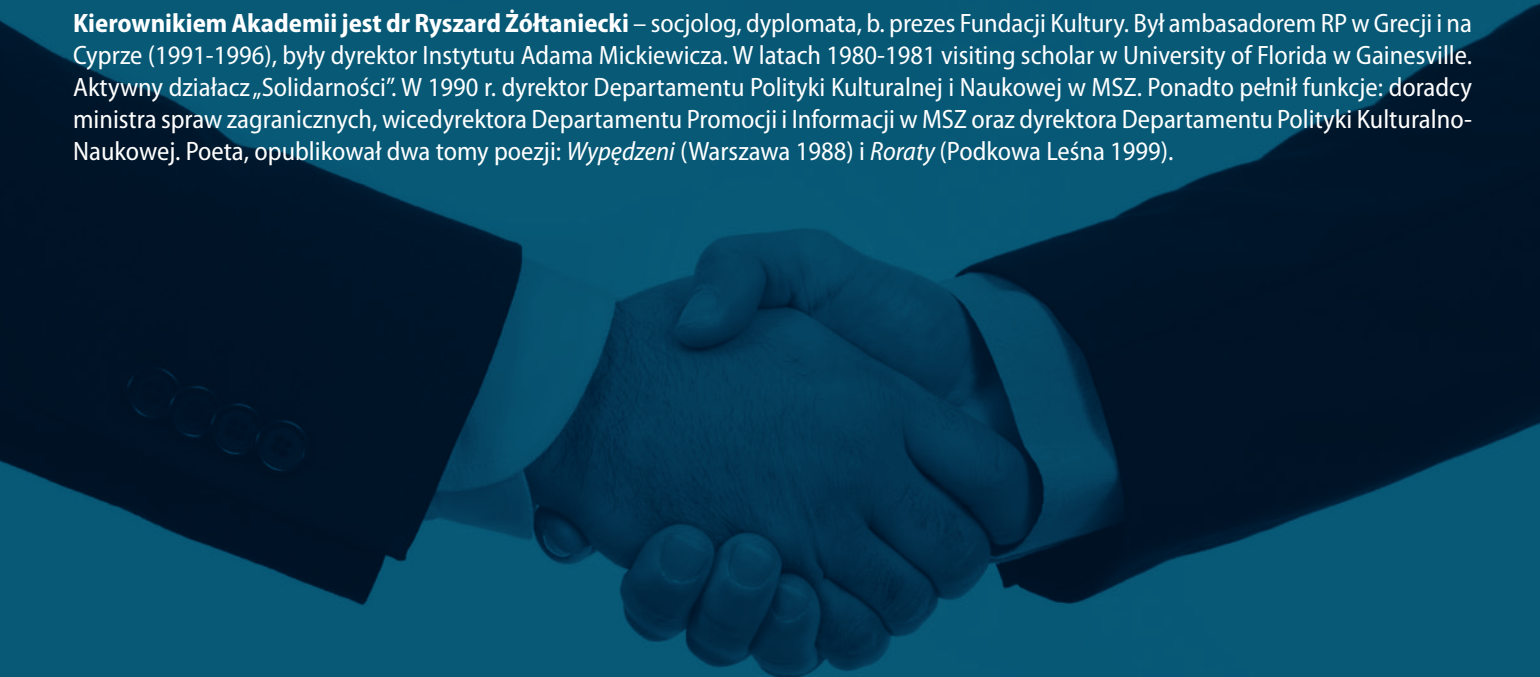 Kierownikiem Akademii jest dr Ryszard Żółtaniecki – socjolog, dyplomata, b. prezes Fundacji Kultury. Był ambasadorem RP w Grecji i na
Cyprze (1991-1996), były dyrektor Instytutu Adama Mickiewicza. W latach 1980-1981 visiting scholar w University of Florida w Gainesville.
Aktywny działacz „Solidarności”. W 1990 r. dyrektor Departamentu Polityki Kulturalnej i Naukowej w MSZ. Ponadto pełnił funkcje: doradcy
ministra spraw zagranicznych, wicedyrektora Departamentu Promocji i Informacji w MSZ oraz dyrektora Departamentu Polityki Kulturalno-
Naukowej. Poeta, opublikował dwa tomy poezji: Wypędzeni (Warszawa 1988) i Roraty (Podkowa Leśna 1999).